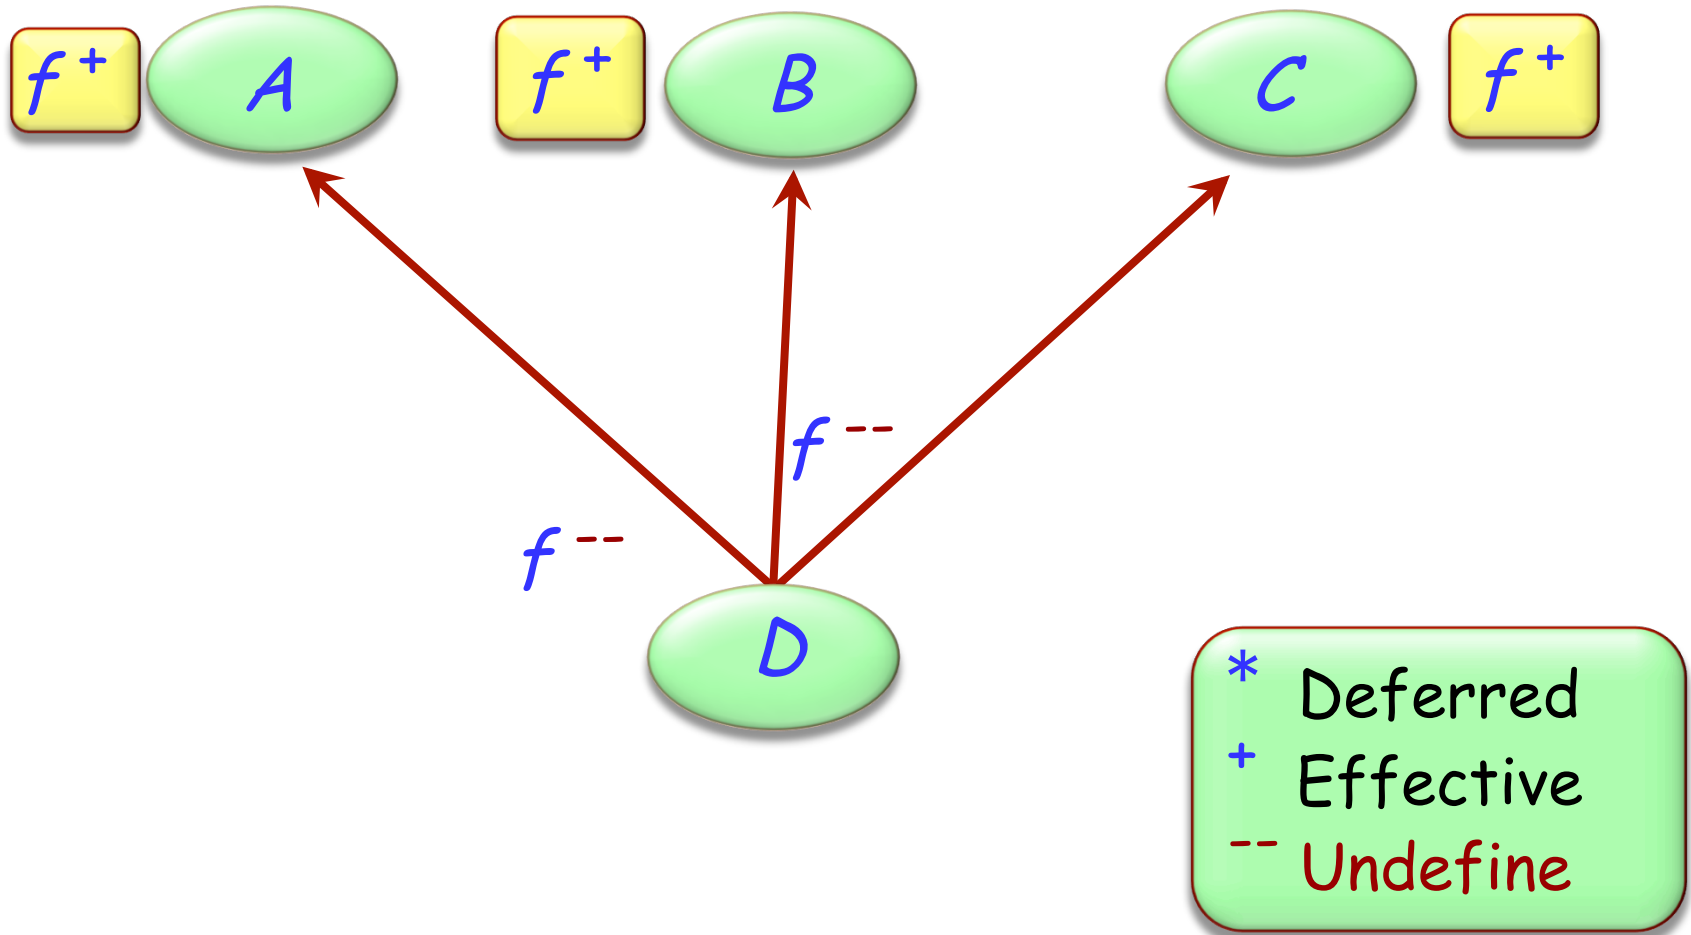 f +
A
f +
B
C
f +
f --
f --
D
* Deferred
+ Effective
-- Undefine